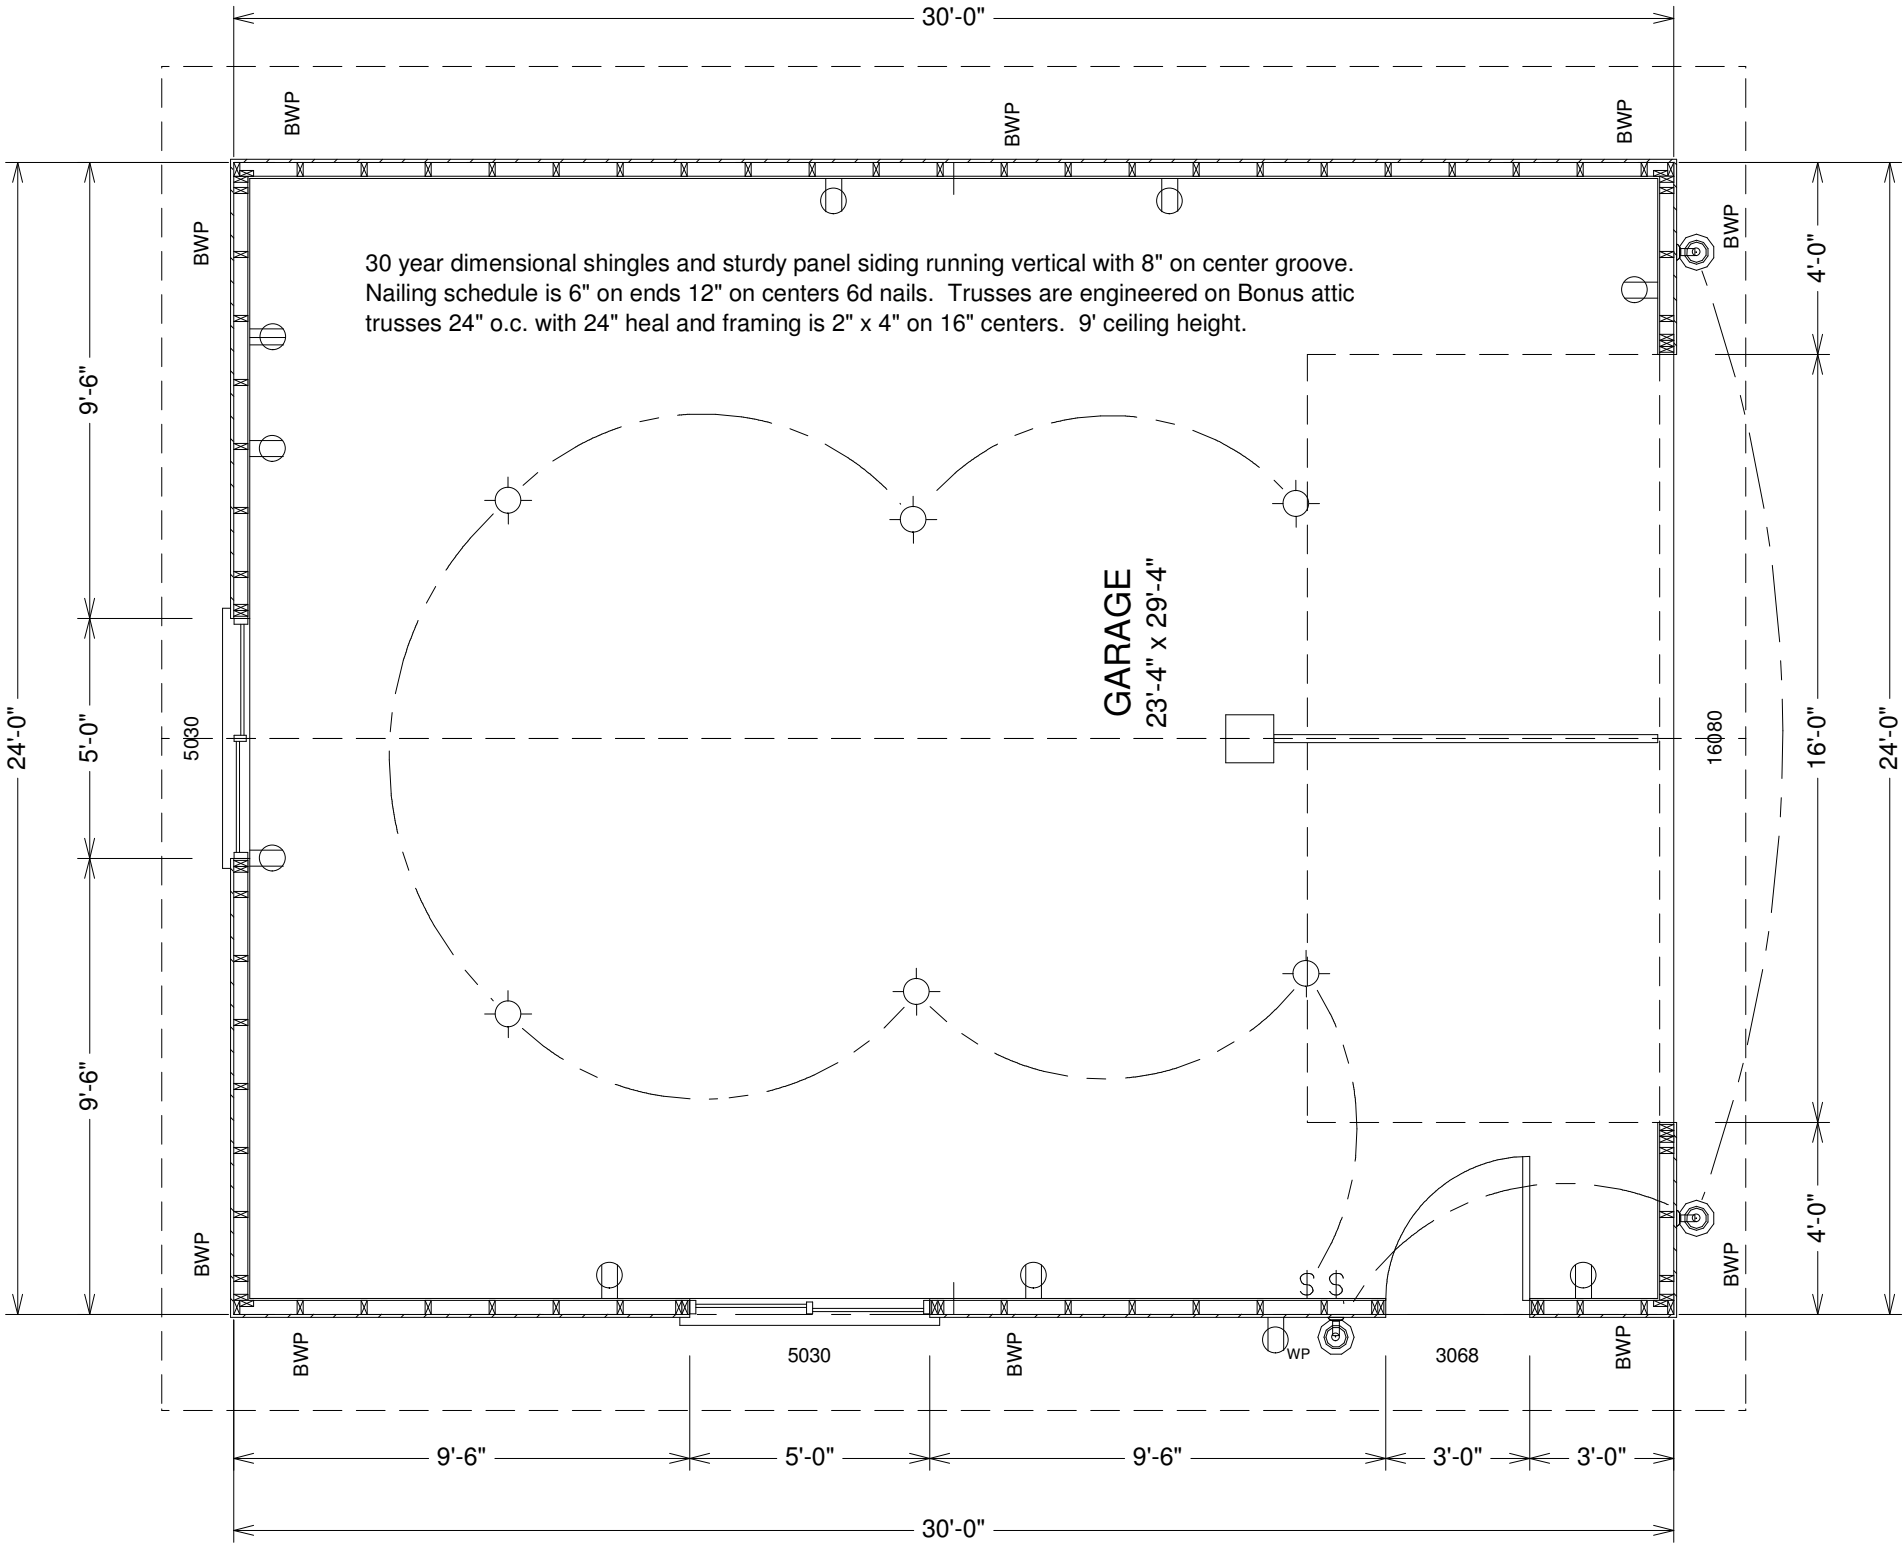 30'-0"
BWP
BWP
BWP
BWP
BWP
30 year dimensional shingles and sturdy panel siding running vertical with 8" on center groove.
Nailing schedule is 6" on ends 12" on centers 6d nails.  Trusses are engineered on Bonus attic
trusses 24" o.c. with 24" heal and framing is 2" x 4" on 16" centers.  9' ceiling height.
4'-0"
9'-6"
GARAGE
23'-4" x 29'-4"
24'-0"
5'-0"
5030
16080
16'-0"
24'-0"
9'-6"
4'-0"
BWP
BWP
S S
BWP
5030
BWP
WP
3068
BWP
9'-6"
5'-0"
9'-6"
3'-0"
3'-0"
30'-0"